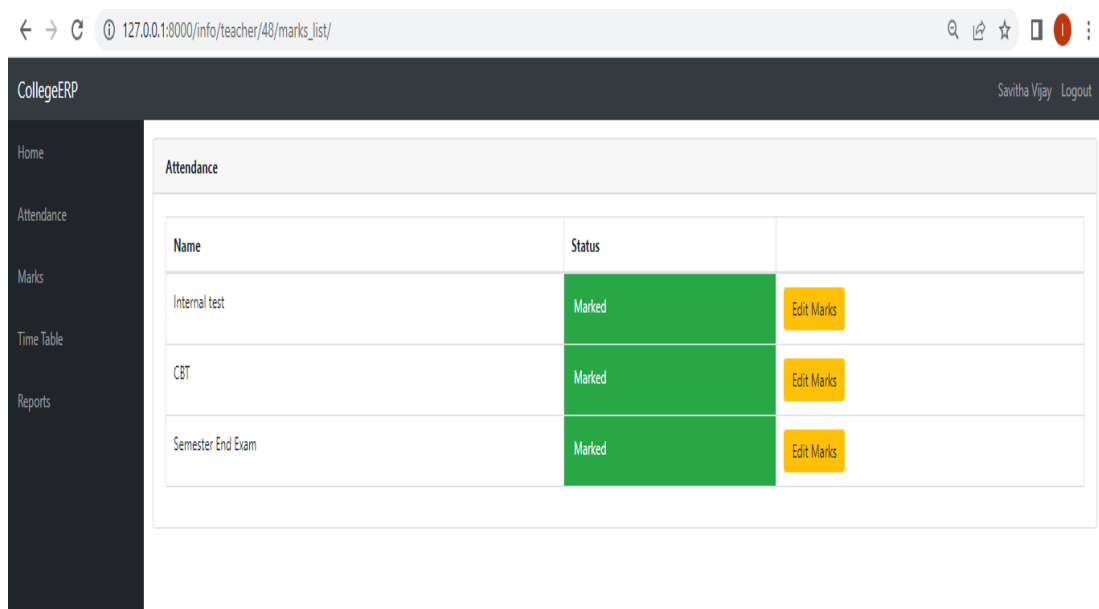 127.0.0.1:8000/info/teacher/48/marks_list/
I
CollegeERP
Savitha Vijay Logout
Home
Attendance
Marks
Time Table
Reports
Attendance
Name Status
Internal test Marked Edit Marks
CBT Marked Edit Marks
Semester End Exam Marked Edit Marks